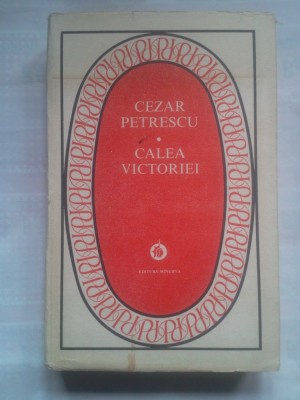 CEZAR
PETRESCU
CALEA
VICTORIEI
EDITURA MINERVA